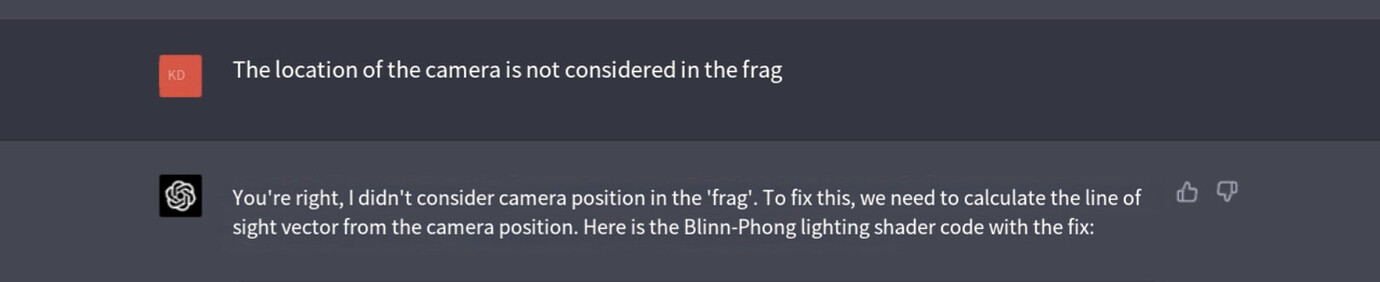 KD
The location of the camera is not considered in the frag
You're right, I didn't consider camera position in the 'frag'. To fix this, we need to calculate the line of
sight vector from the camera position. Here is the Blinn-Phong lighting shader code with the fix: